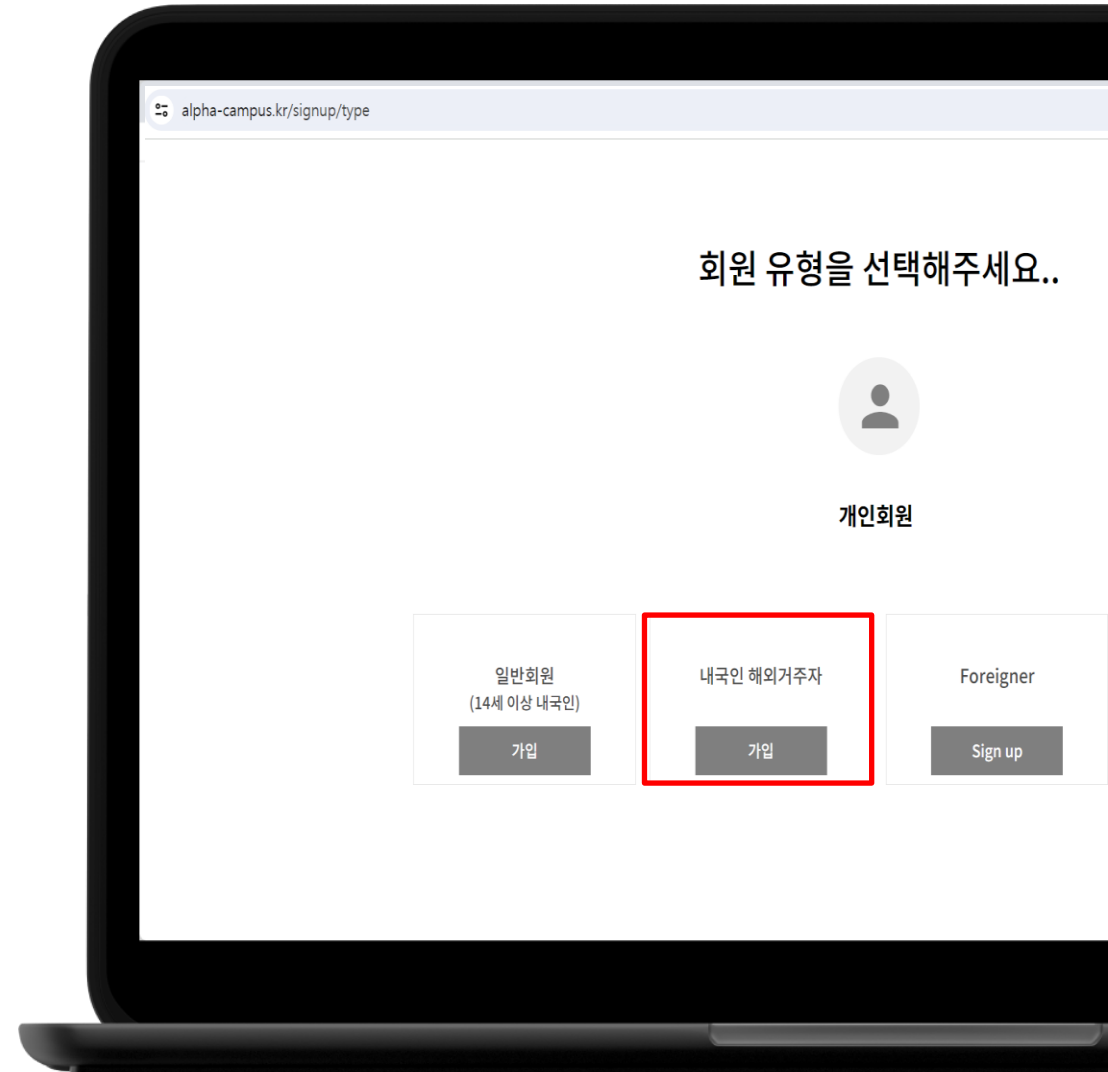 alpha-campus.kr/signup/type
회원 유형을 선택해주세요..
개인회원
일반회원
(14세 이상 내국인)
가입
내국인 해외거주자
가입
Foreigner
Sign up